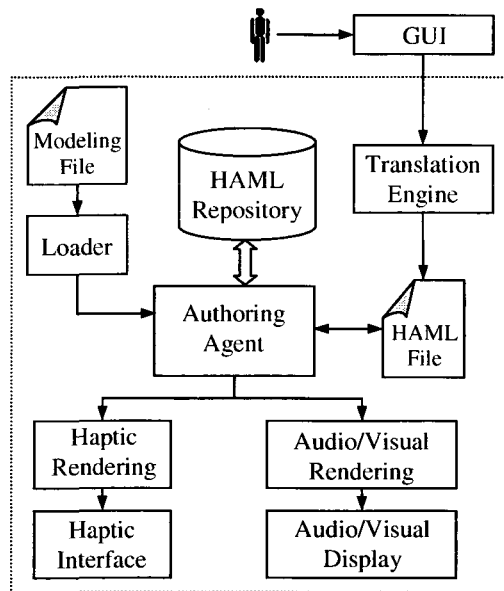 GUI
Modeling
File
HAML
Repository
Translation
Engine
Loader
Authoring
Agent
HAML
File
Haptic
Rendering
Audio/Visual
Rendering
Haptic
Interface
Audio/Visual
Display